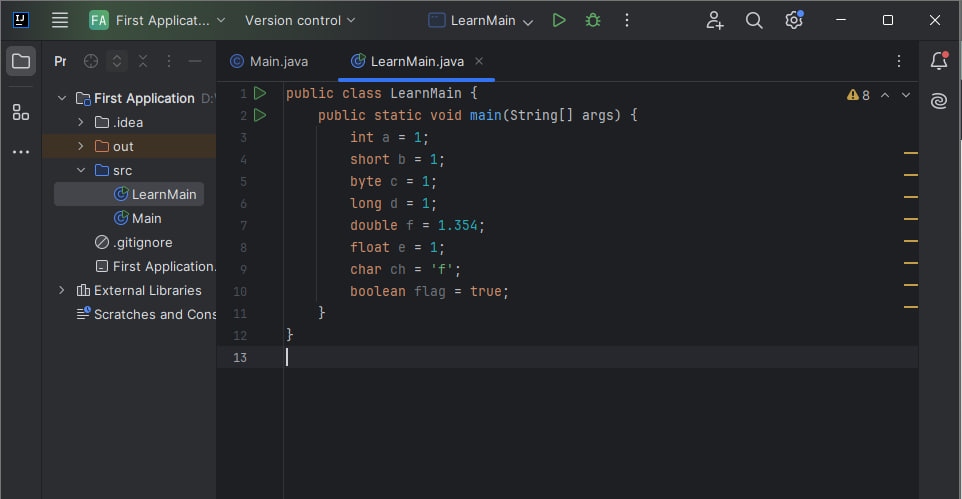 FA First Applicat... Version control LearnMain
Pr Main.java LearnMain.java
First Application D:\
.idea
out
src
LearnMain
Main
.gitignore
First Application.
External Libraries
Scratches and Cons
8
1 public class LearnMain {
2 public static void main(String[] args) {
3 int a = 1;
4 short b = 1;
5 byte c = 1;
6 long d = 1;
7 double f = 1.354;
8 float e = 1;
9 char ch = 'f';
10 boolean flag = true;
11 }
12 }
13